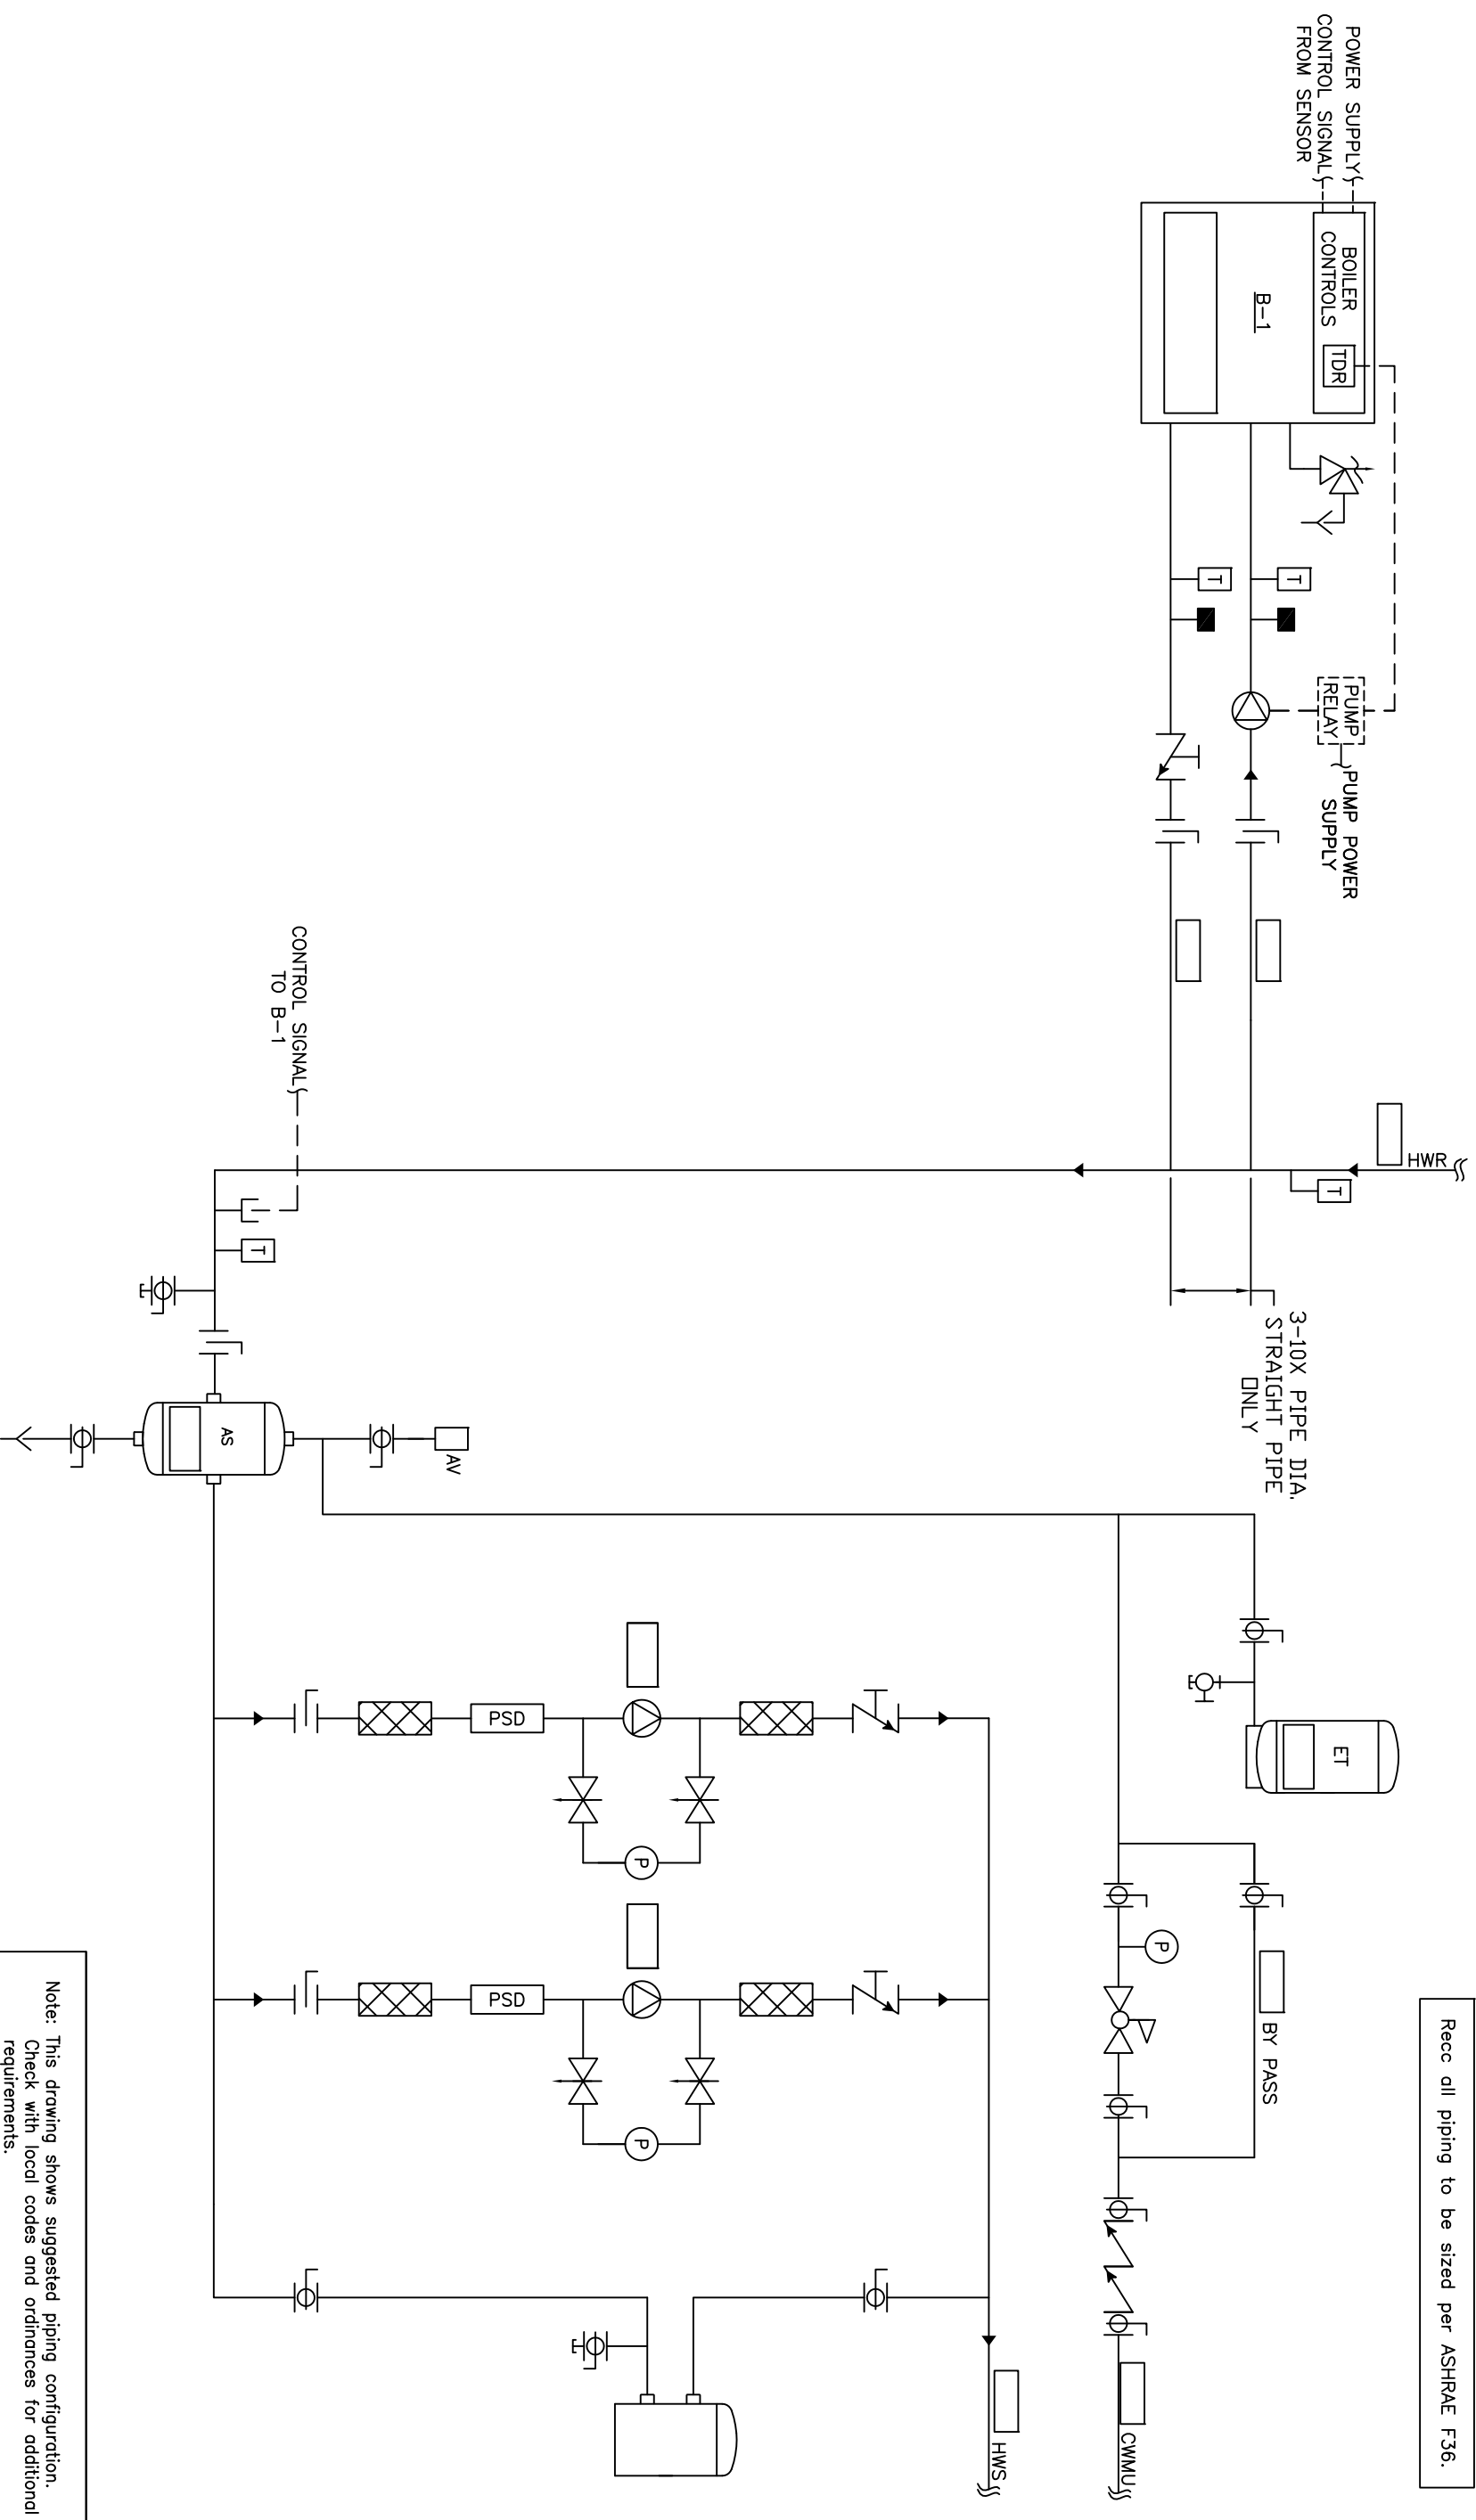 POWER SUPPLY
CONTROL SIGNAL
FROM SENSOR
BOILER
CONTROLS
TDR
B-1
T
T
PUMP
RELAY
PUMP POWER
SUPPLY
HWR
T
3-10X PIPE DIA.
STRAIGHT PIPE
ONLY
CONTROL SIGNAL
TO B-1
T
AS
AV
ET
PSD
P
PSD
P
P
BY PASS
CWMU
HWS
Recc all piping to be sized per ASHRAE F36.
Note: This drawing shows suggested piping configuration.
Check with local codes and ordinances for additional
requirements.